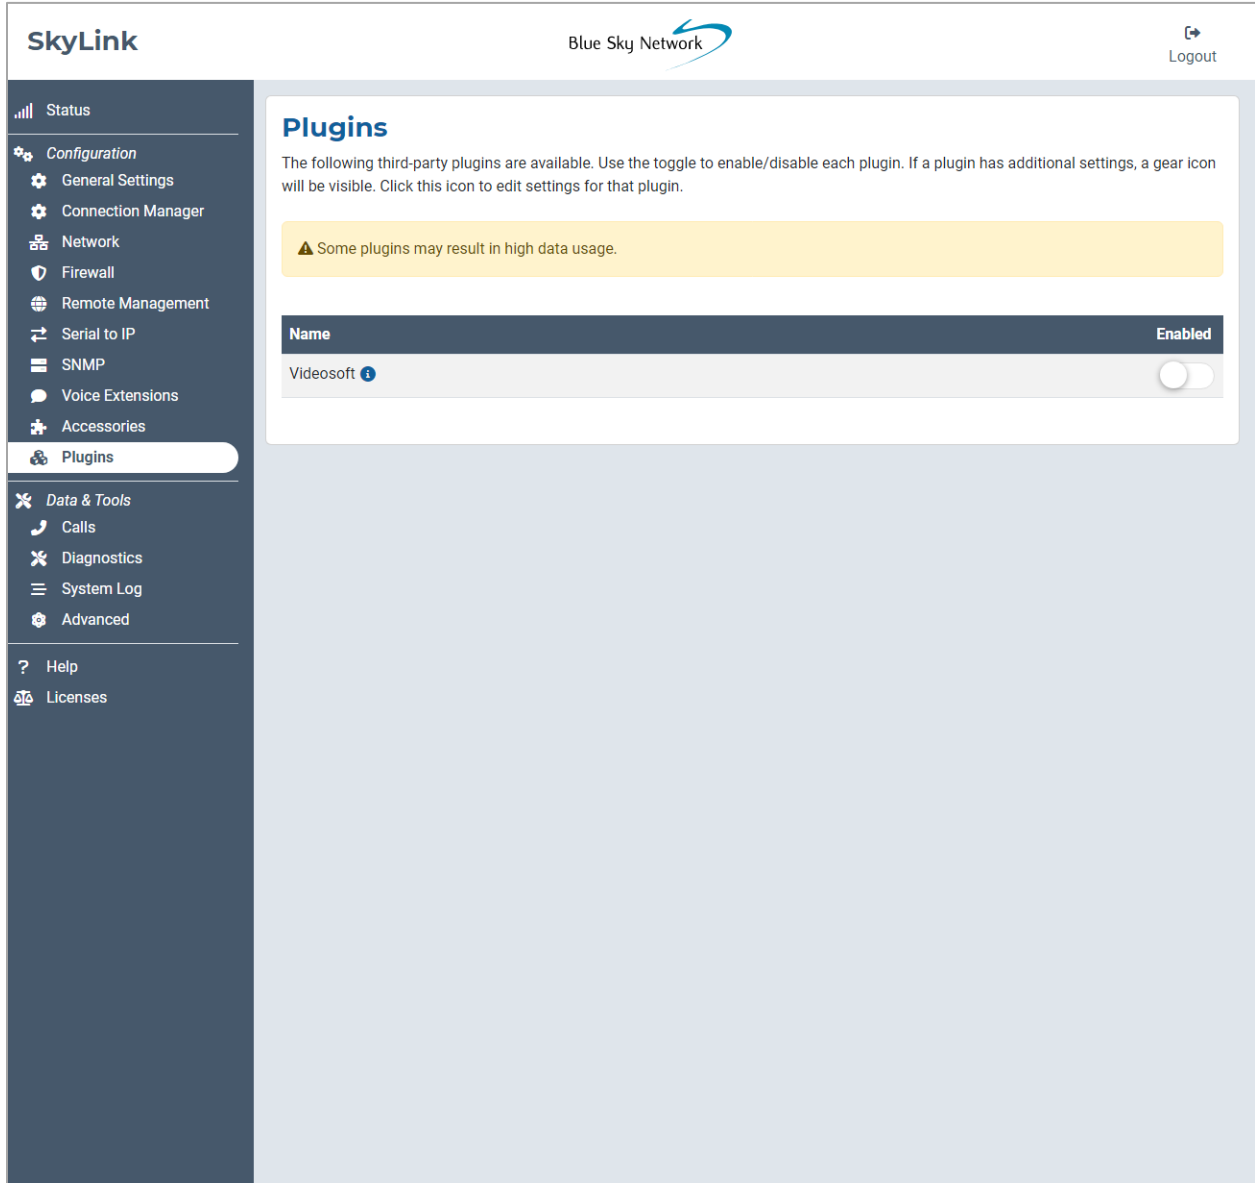 SkyLink
Blue Sky Network
Logout
Status
Configuration
General Settings
Connection Manager
Network
Firewall
Remote Management
Serial to IP
SNMP
Voice Extensions
Accessories
Plugins
Data & Tools
Calls
Diagnostics
System Log
Advanced
Help
Licenses
Plugins
The following third-party plugins are available. Use the toggle to enable/disable each plugin. If a plugin has additional settings, a gear icon
will be visible. Click this icon to edit settings for that plugin.
Some plugins may result in high data usage.
Name Enabled
Videosoft